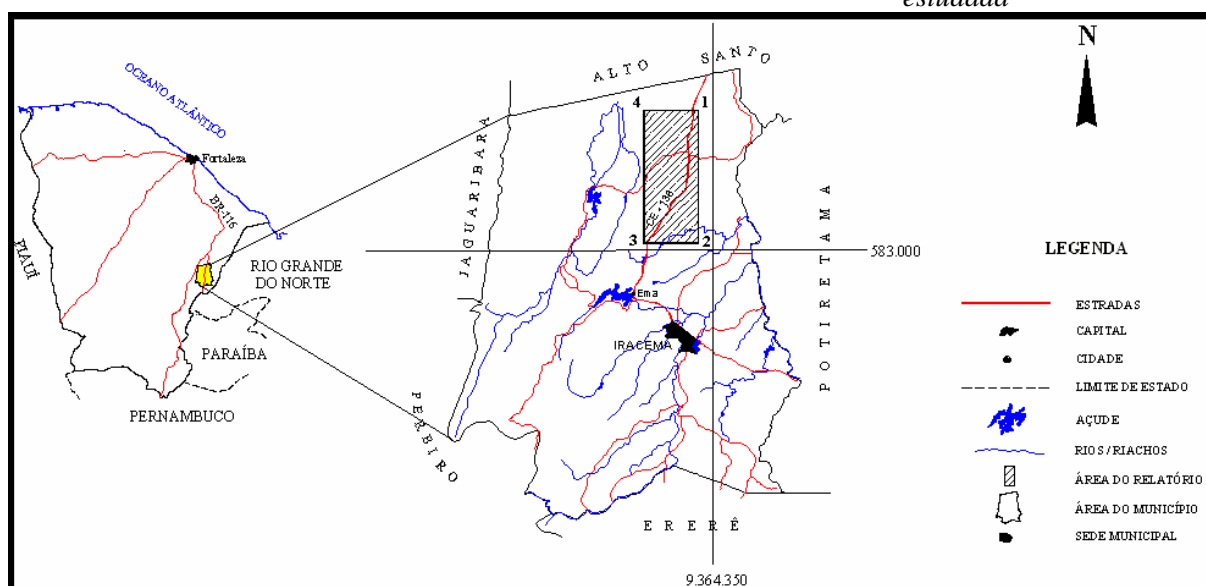 estudada
OCEANO ATLÂNTICO
Fortaleza
BR-116
PIAUÍ
RIO GRANDE
DO NORTE
PARAÍBA
PERNAMBUCO
ALTO SANTO
JAGUARIBARA
4
1
CE - 138
3
2
583.000
Ema
IRACEMA
POTIRETAMA
PEREIRO
ERERÊ
9.364.350
N
LEGENDA
ESTRADAS
CAPITAL
CIDADE
LIMITE DE ESTADO
AÇUDE
RIOS / RIACHOS
ÁREA DO RELATÓRIO
ÁREA DO MUNICÍPIO
SEDE MUNICIPAL